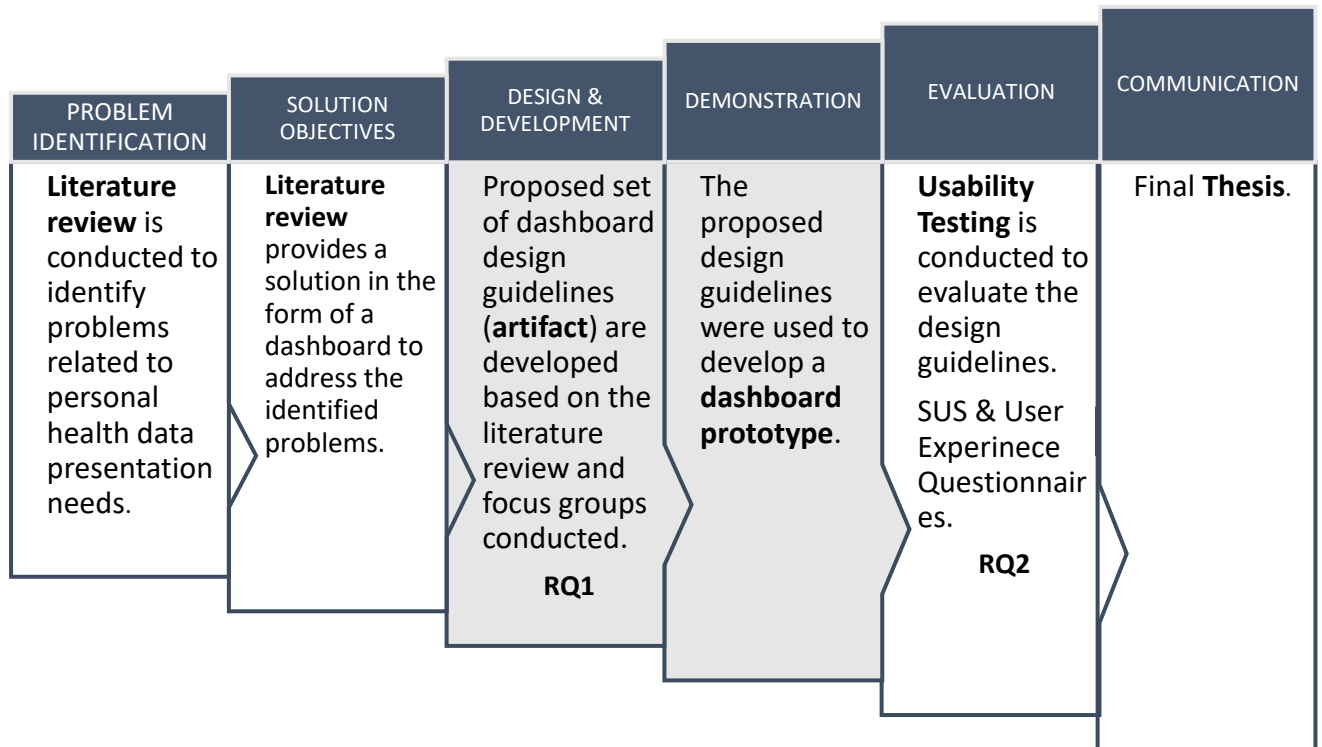 PROBLEM
IDENTIFICATION
Literature
review is
conducted to
identify
problems
related to
personal
health data
presentation
needs.
SOLUTION
OBJECTIVES
Literature
review
provides a
solution in the
form of a
dashboard to
address the
identified
problems.
DESIGN &
DEVELOPMENT
Proposed set
of dashboard
design
guidelines
(artifact) are
developed
based on the
literature
review and
focus groups
conducted.
RQ1
DEMONSTRATION
The
proposed
design
guidelines
were used to
develop a
dashboard
prototype.
EVALUATION
Usability
Testing is
conducted to
evaluate the
design
guidelines.
SUS & User
Experinece
Questionnair
es.
RQ2
COMMUNICATION
Final Thesis.